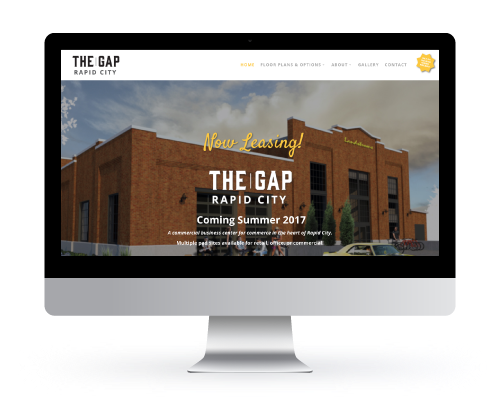 THE GAP
RAPID CITY
HOME FLOOR PLANS & OPTIONS ABOUT GALLERY CONTACT
Now Leasing!
THE GAP
RAPID CITY
Coming Summer 2017
A commercial business center for commerce in the heart of Rapid City.
Multiple pad sites available for retail, office, or commercial